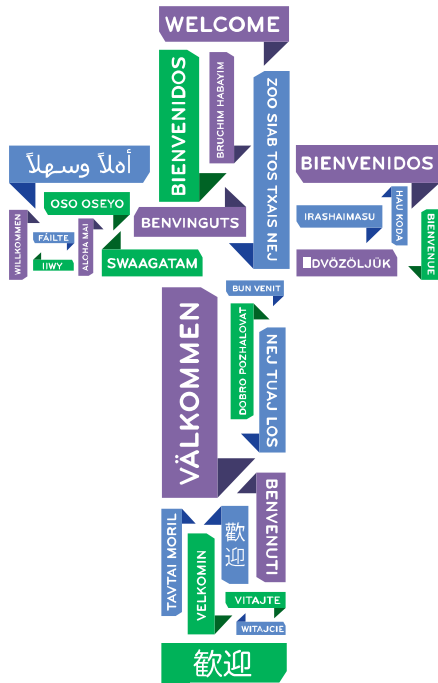 WELCOME
BIENVENIDOS
BRUCHIM HABAYIM
ZOO SIAB TOS TXAIS NEJ
أهلاً وسهلاً
BIENVENIDOS
OSO OSEYO
WILLKOMMEN
FÁILTE
IIWY
ALOHA MAI
BENVINGUTS
SWAAGATAM
IRASHAIMASU
HAU KODA
BIENVENUE
DVÖZÖLJÜK
BUN VENIT
VÄLKOMMEN
DOBRO POZHALOVAT
NEJ TUAJ LOS
BENVENUTI
TAVTAI MORIL
歡迎
VELKOMIN
VITAJTE
WITAJCIE
歡迎